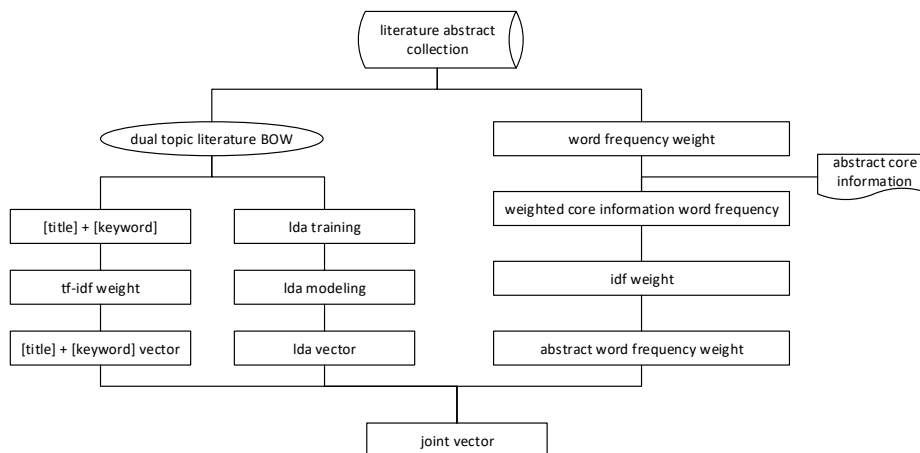 literature abstract
collection
dual topic literature BOW
word frequency weight
abstract core
information
[title] + [keyword]
lda training
weighted core information word frequency
tf-idf weight
lda modeling
idf weight
[title] + [keyword] vector
lda vector
abstract word frequency weight
joint vector